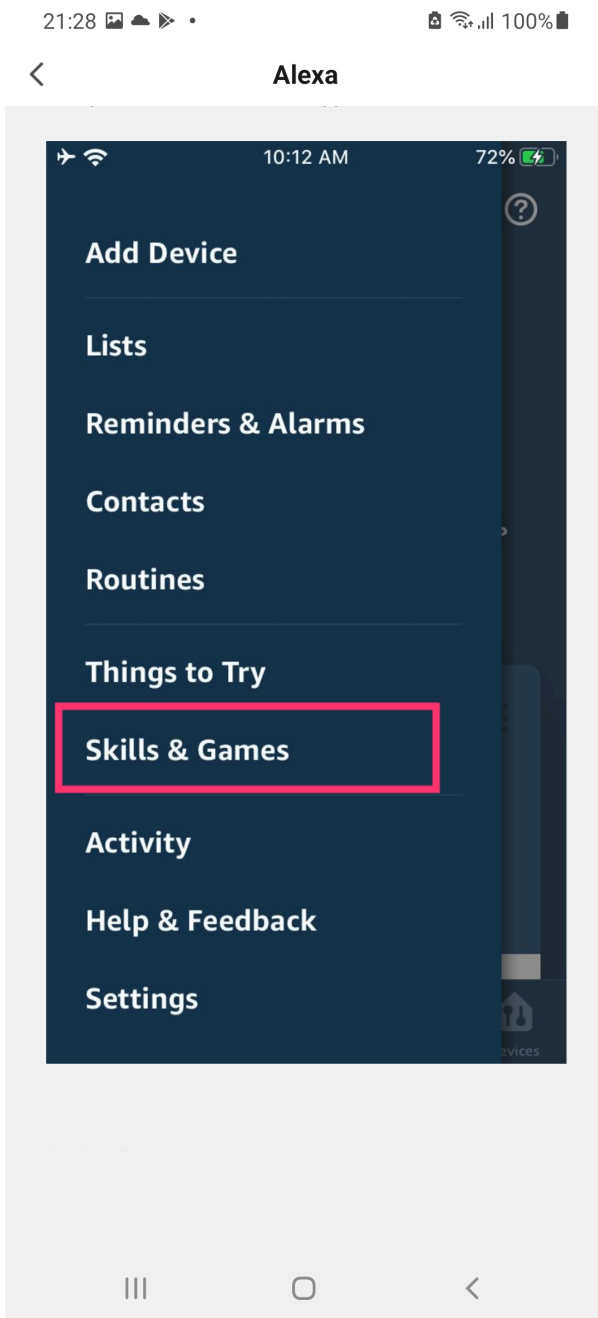 21:28
100%
Alexa
10:12 AM
72%
Add Device
Lists
Reminders & Alarms
Contacts
Routines
Things to Try
Skills & Games
Activity
Help & Feedback
Settings
evices